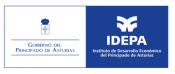 GOBIERNO DEL
PRINCIPADO DE ASTURIAS
IDEPA
Instituto de Desarrollo Económico
del Principado de Asturias